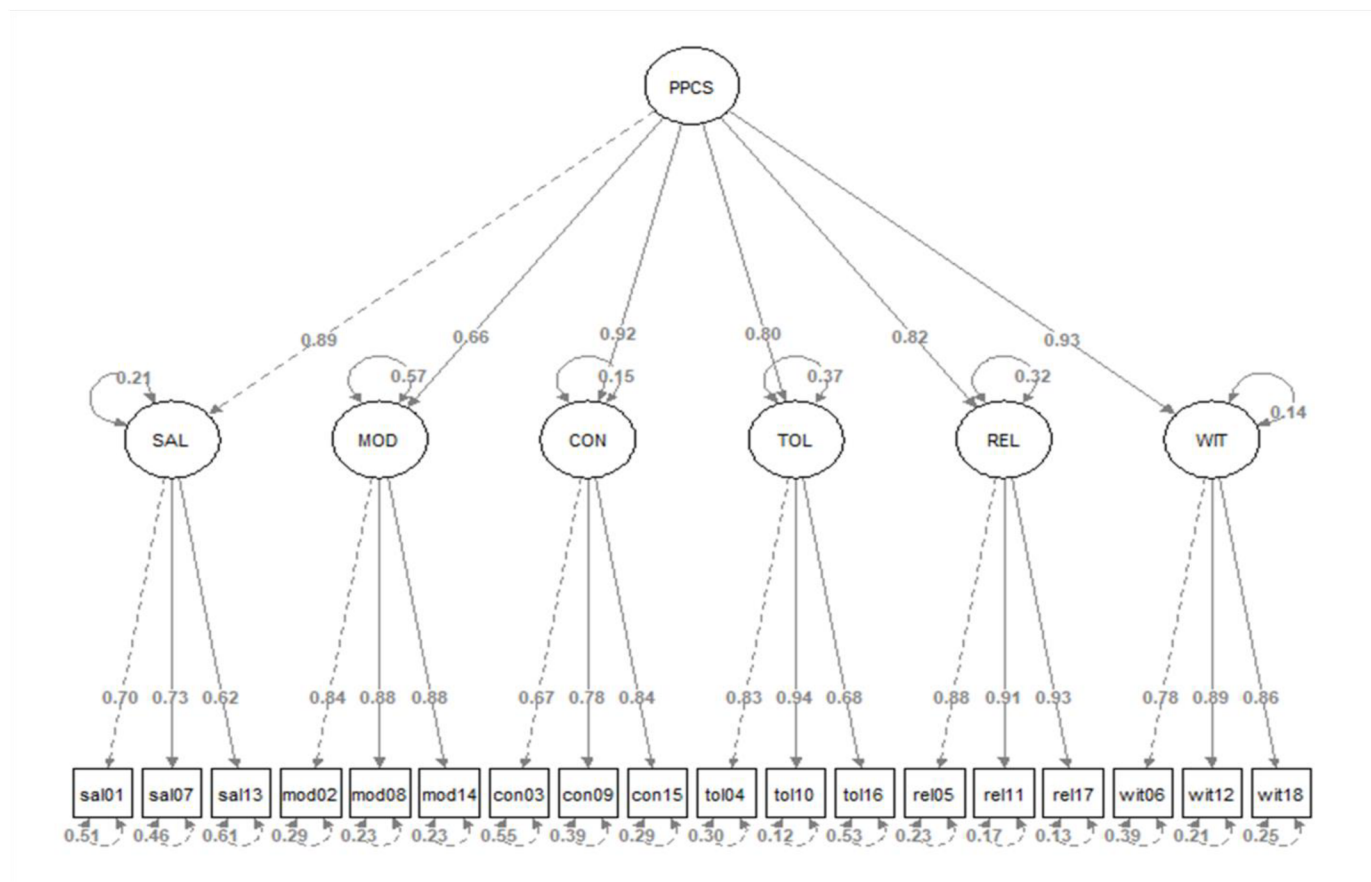 PPCS
0.89 0.66 0.92 0.80 0.82 0.93
0.21 0.57 0.15 0.37 0.32 0.14
SAL MOD CON TOL REL WIT
0.70 0.73 0.62 0.84 0.88 0.88 0.67 0.78 0.84 0.83 0.94 0.68 0.88 0.91 0.93 0.78 0.89 0.86
sal01 sal07 sal13 mod02 mod08 mod14 con03 con09 con15 tol04 tol10 tol16 rel05 rel11 rel17 wit06 wit12 wit18
0.51 0.46 0.61 0.29 0.23 0.23 0.55 0.39 0.29 0.30 0.12 0.53 0.23 0.17 0.13 0.39 0.21 0.25